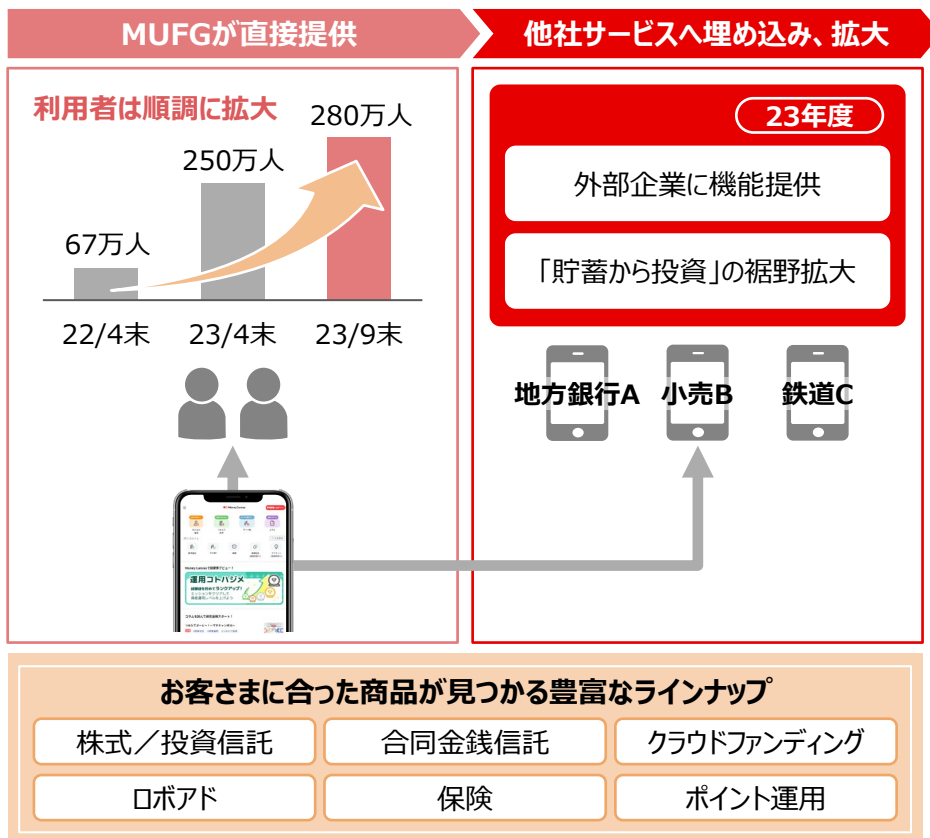 MUFGが直接提供
他社サービスへ埋め込み、拡大
利用者は順調に拡大
280万人
250万人
67万人
22/4末
23/4末
23/9末
23年度
外部企業に機能提供
「貯蓄から投資」の裾野拡大
地方銀行A
小売B
鉄道C
Money Canvas
運用コトハジメ
お客さまに合った商品が見つかる豊富なラインナップ
株式／投資信託
合同金銭信託
クラウドファンディング
ロボアド
保険
ポイント運用